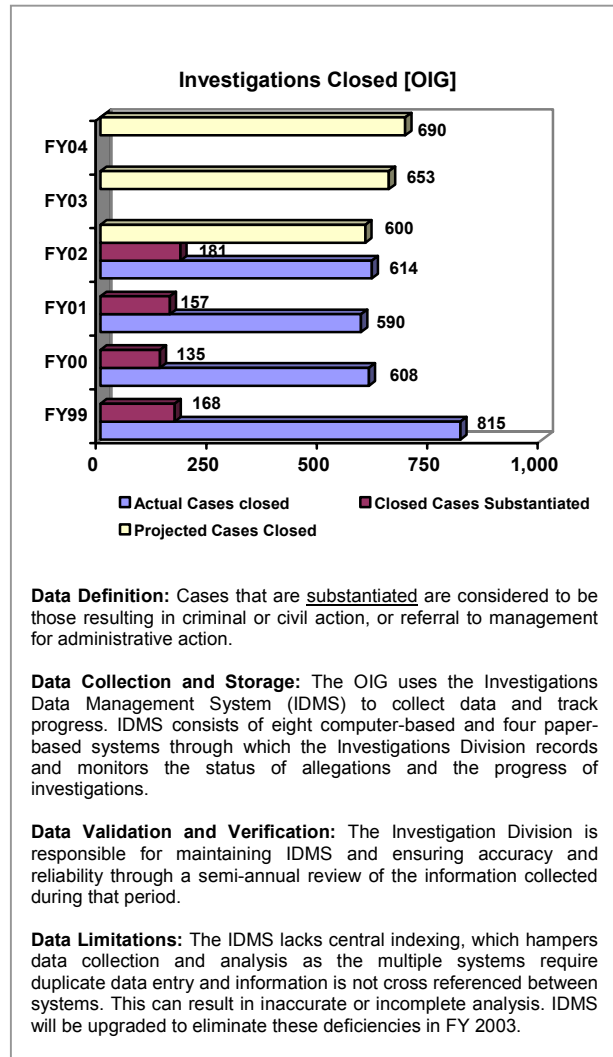 Investigations Closed [OIG]
FY04
690
FY03
653
600
FY02
181
614
FY01
157
590
FY00
135
608
FY99
168
815
0 250 500 750 1,000
Actual Cases closed Closed Cases Substantiated
Projected Cases Closed
Data Definition: Cases that are substantiated are considered to be
those resulting in criminal or civil action, or referral to management
for administrative action.
Data Collection and Storage: The OIG uses the Investigations
Data Management System (IDMS) to collect data and track
progress. IDMS consists of eight computer-based and four paper-
based systems through which the Investigations Division records
and monitors the status of allegations and the progress of
investigations.
Data Validation and Verification: The Investigation Division is
responsible for maintaining IDMS and ensuring accuracy and
reliability through a semi-annual review of the information collected
during that period.
Data Limitations: The IDMS lacks central indexing, which hampers
data collection and analysis as the multiple systems require
duplicate data entry and information is not cross referenced between
systems. This can result in inaccurate or incomplete analysis. IDMS
will be upgraded to eliminate these deficiencies in FY 2003.